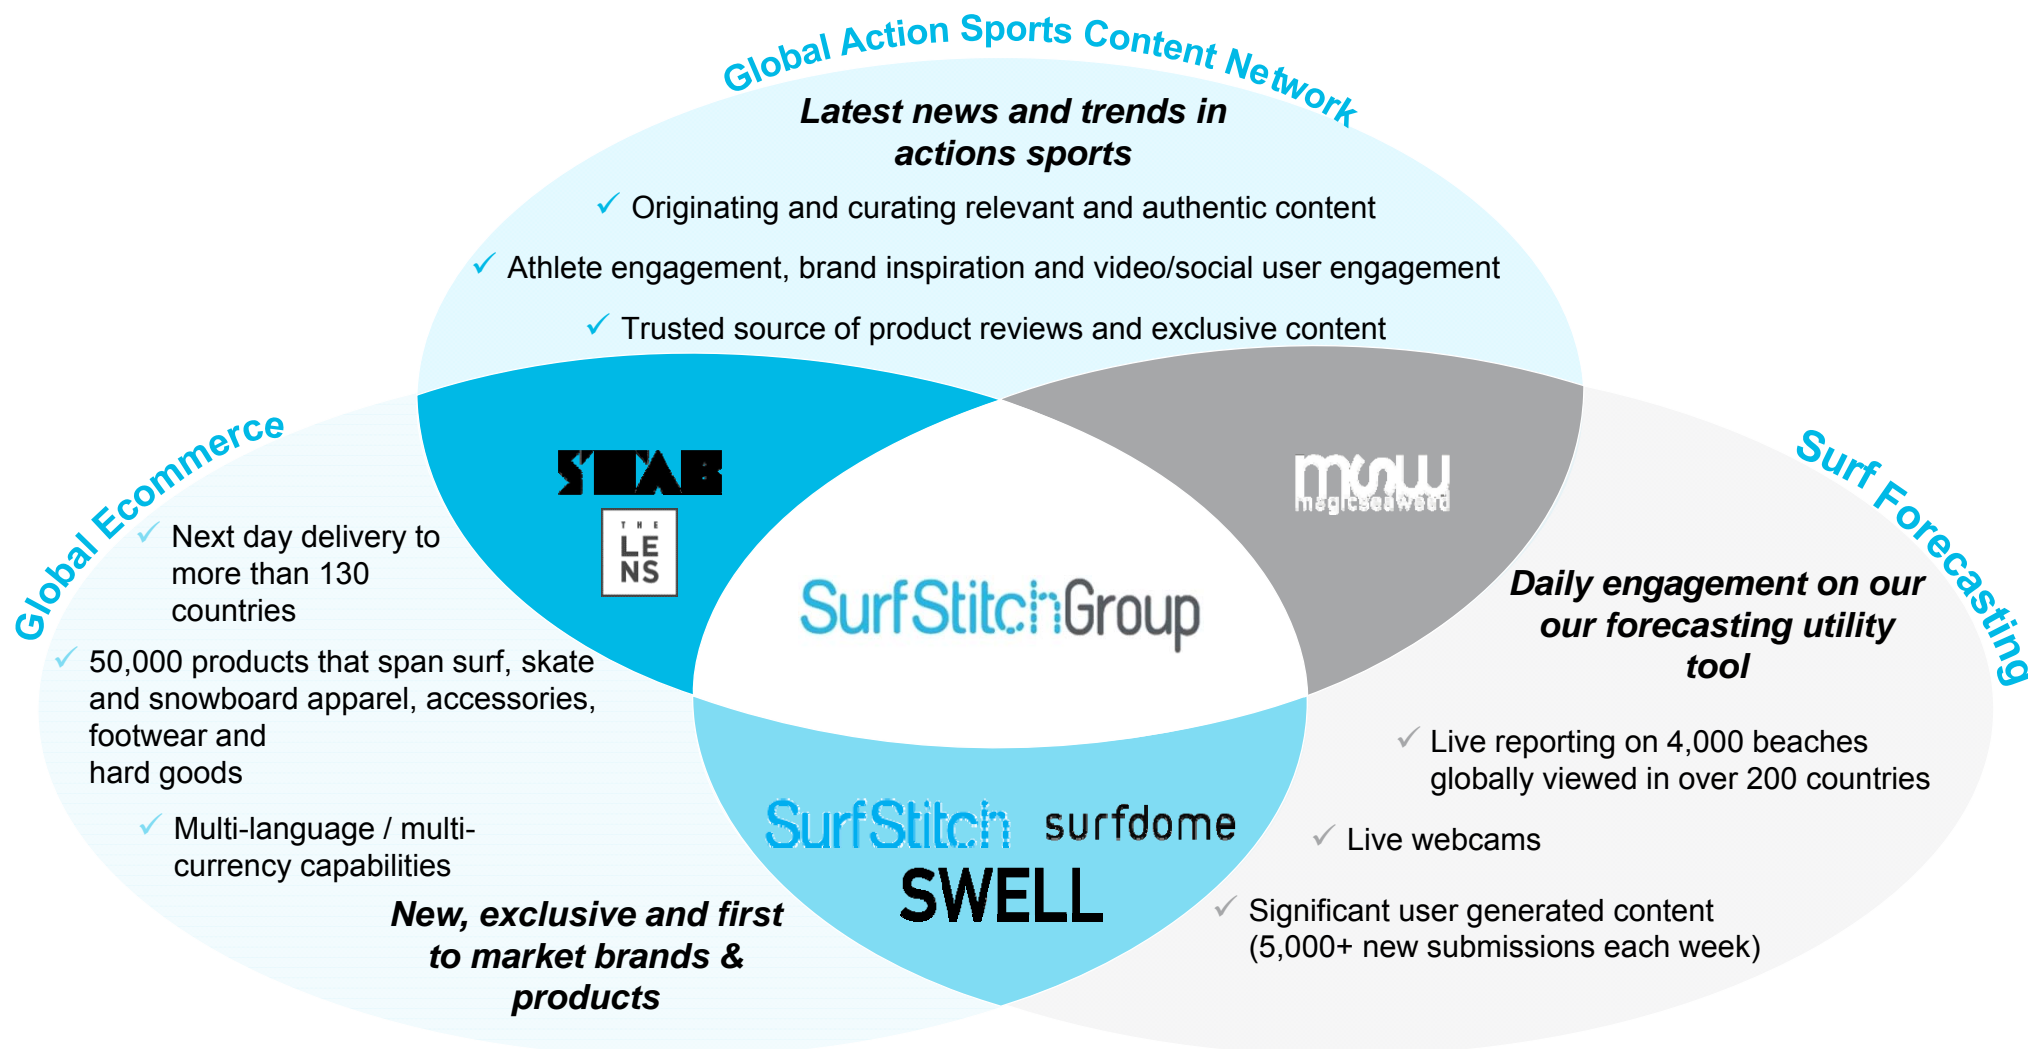 Global Action Sports Content Network
Latest news and trends in
actions sports
✓ Originating and curating relevant and authentic content
✓ Athlete engagement, brand inspiration and video/social user engagement
✓ Trusted source of product reviews and exclusive content
Global Ecommerce
✓ Next day delivery to
more than 130
countries
✓ 50,000 products that span surf, skate
and snowboard apparel, accessories,
footwear and
hard goods
✓ Multi-language / multi-
currency capabilities
New, exclusive and first
to market brands &
products
STAB
THE
LE
NS
SurfStitchGroup
msw
magicseaweed
SurfStitch
surfdome
SWELL
Surf Forecasting
Daily engagement on our
our forecasting utility
tool
✓ Live reporting on 4,000 beaches
globally viewed in over 200 countries
✓ Live webcams
✓ Significant user generated content
(5,000+ new submissions each week)